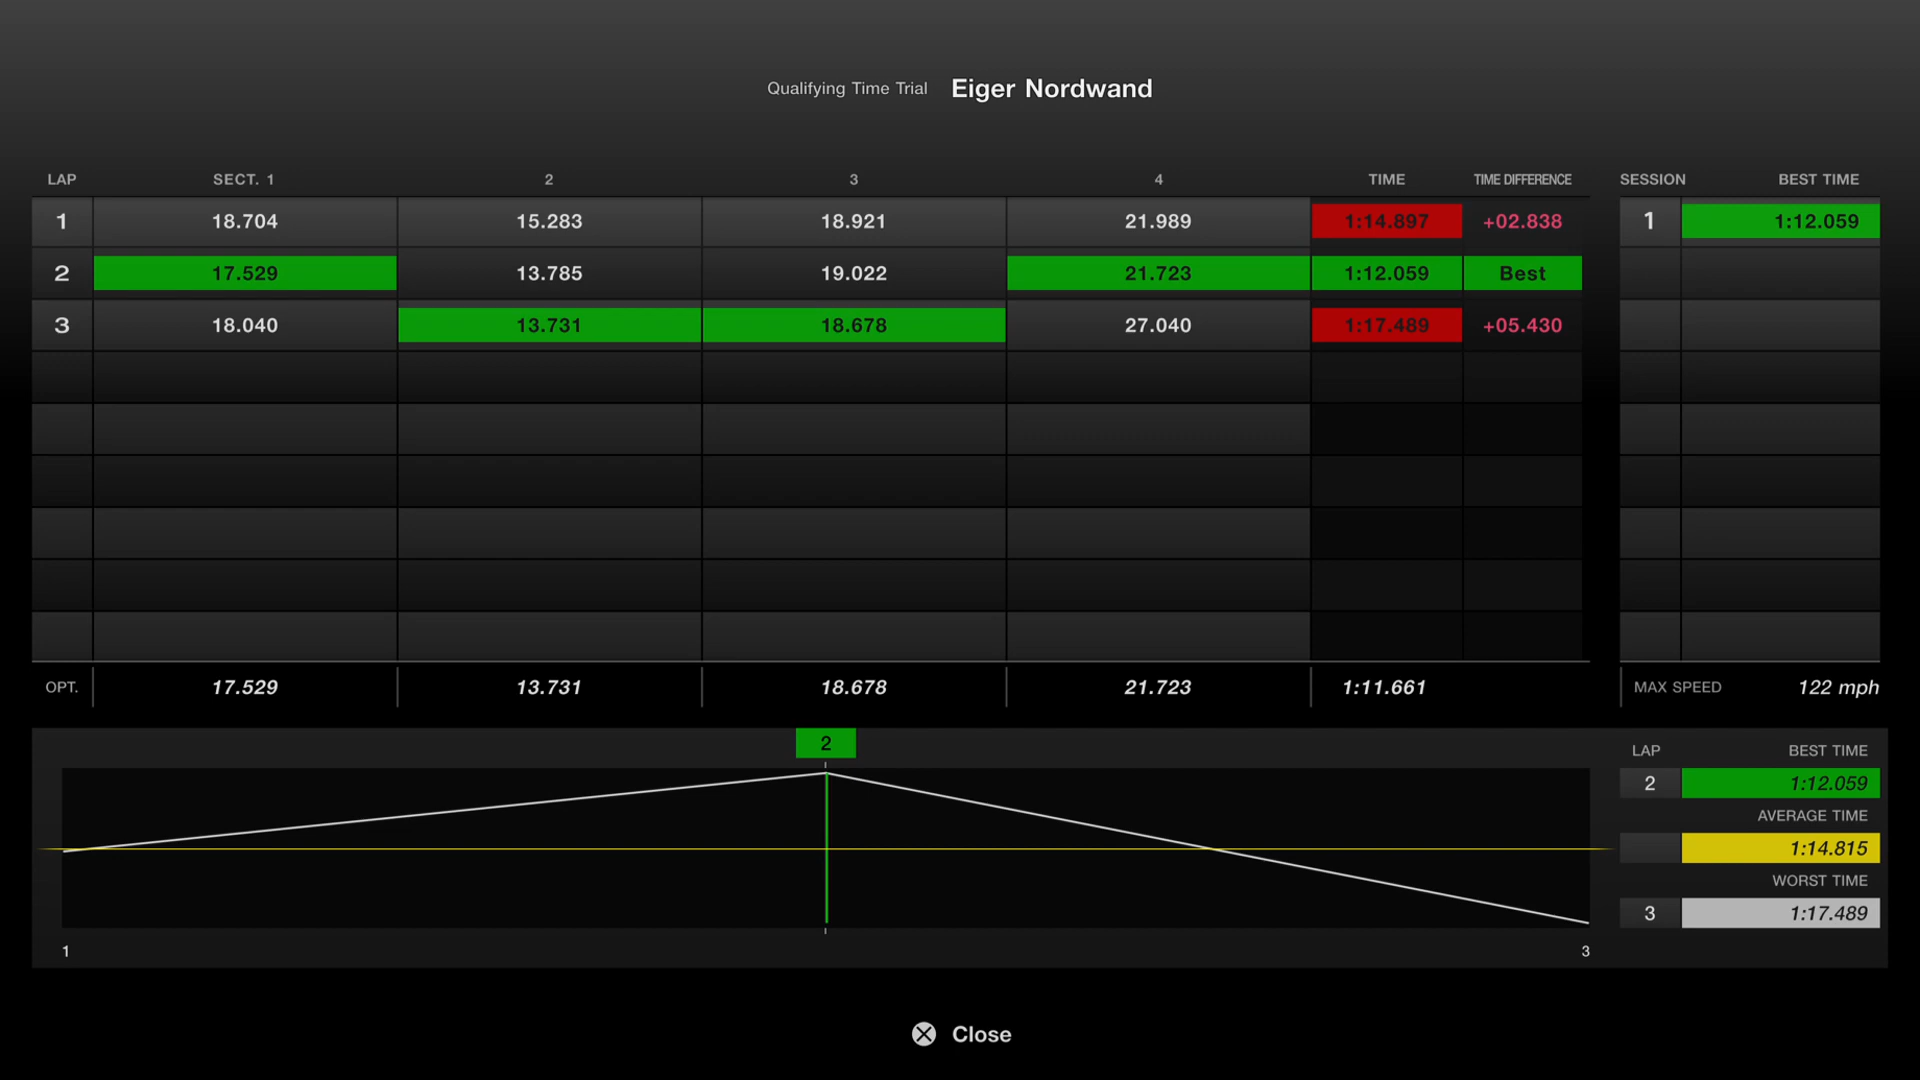 Qualifying Time Trial Eiger Nordwand
LAP SECT. 1 2 3 4 TIME TIME DIFFERENCE SESSION BEST TIME
1 18.704 15.283 18.921 21.989 1:14.897 +02.838 1 1:12.059
2 17.529 13.785 19.022 21.723 1:12.059 Best
3 18.040 13.731 18.678 27.040 1:17.489 +05.430
OPT. 17.529 13.731 18.678 21.723 1:11.661 MAX SPEED 122 mph
2
LAP BEST TIME
2 1:12.059
AVERAGE TIME
1:14.815
WORST TIME
3 1:17.489
1 3
Close